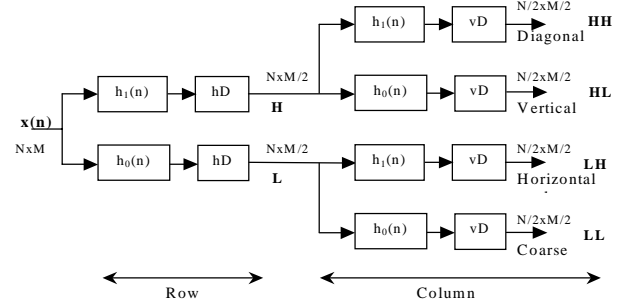 h1(n) vD N/2xM/2 HH
Diagonal
h1(n) hD NxM/2 H
h0(n) vD N/2xM/2 HL
Vertical
x(n)
NxM
h0(n) hD NxM/2 L
h1(n) vD N/2xM/2 LH
Horizontal
h0(n) vD N/2xM/2 LL
Coarse
Row Column